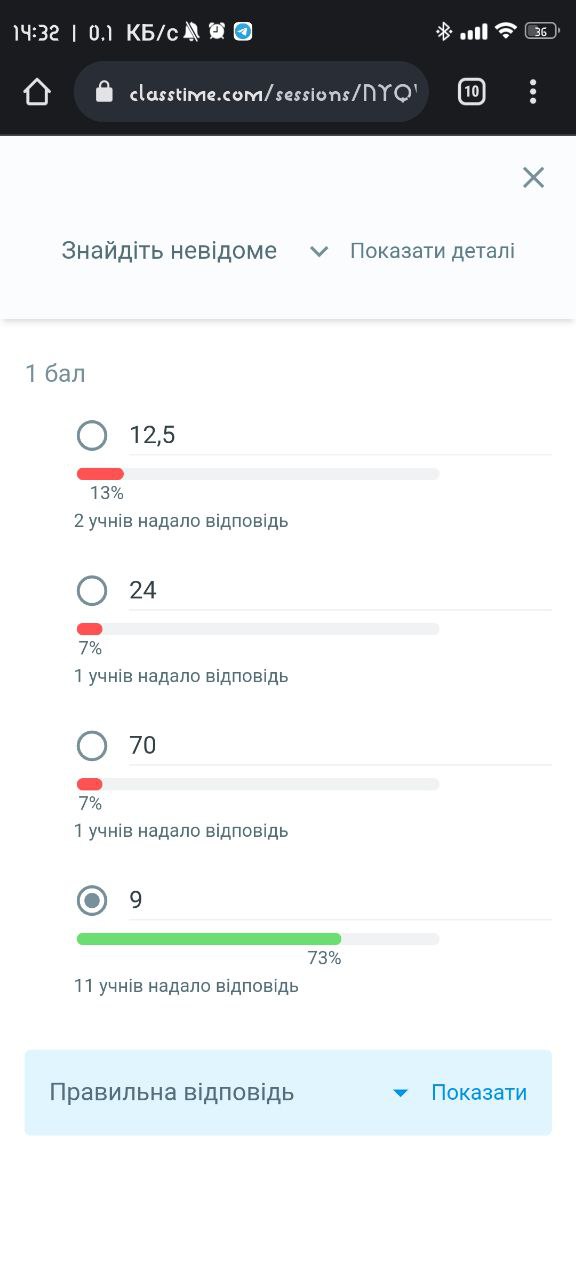 14:32 | 0.1 КБ/с
36
classtime.com/sessions/NYQ
10
Знайдіть невідоме
Показати деталі
1 бал
12,5
13%
2 учнів надало відповідь
24
7%
1 учнів надало відповідь
70
7%
1 учнів надало відповідь
9
73%
11 учнів надало відповідь
Правильна відповідь
Показати